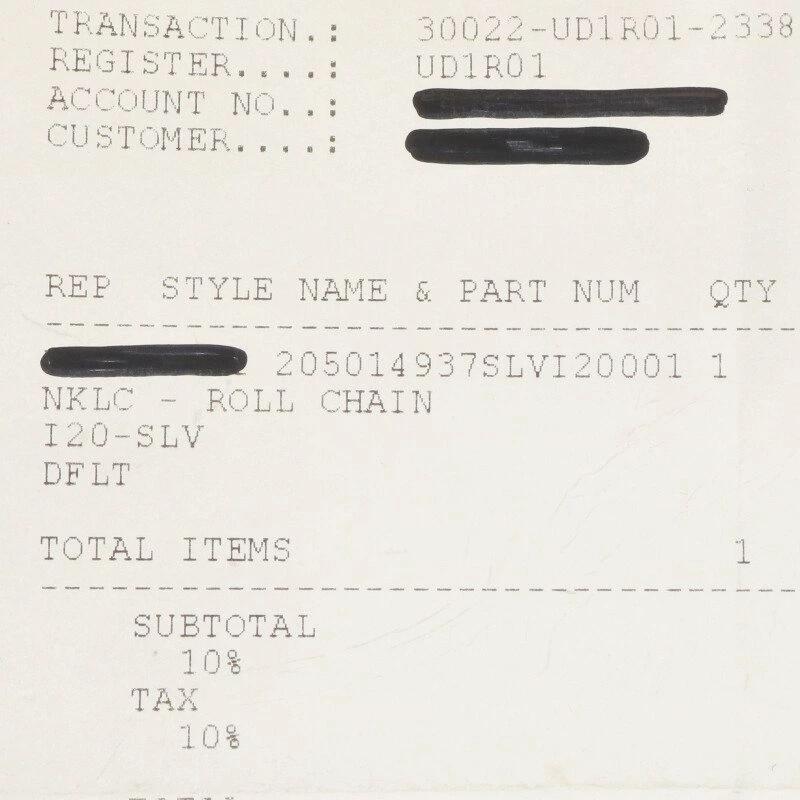 TRANSACTION.: 30022-UD1R01-2338
REGISTER....: UD1R01
ACCOUNT NO..:
CUSTOMER....:
REP STYLE NAME & PART NUM QTY
205014937SLVI20001 1
NKLC - ROLL CHAIN
I20-SLV
DFLT
TOTAL ITEMS 1
SUBTOTAL
10%
TAX
10%